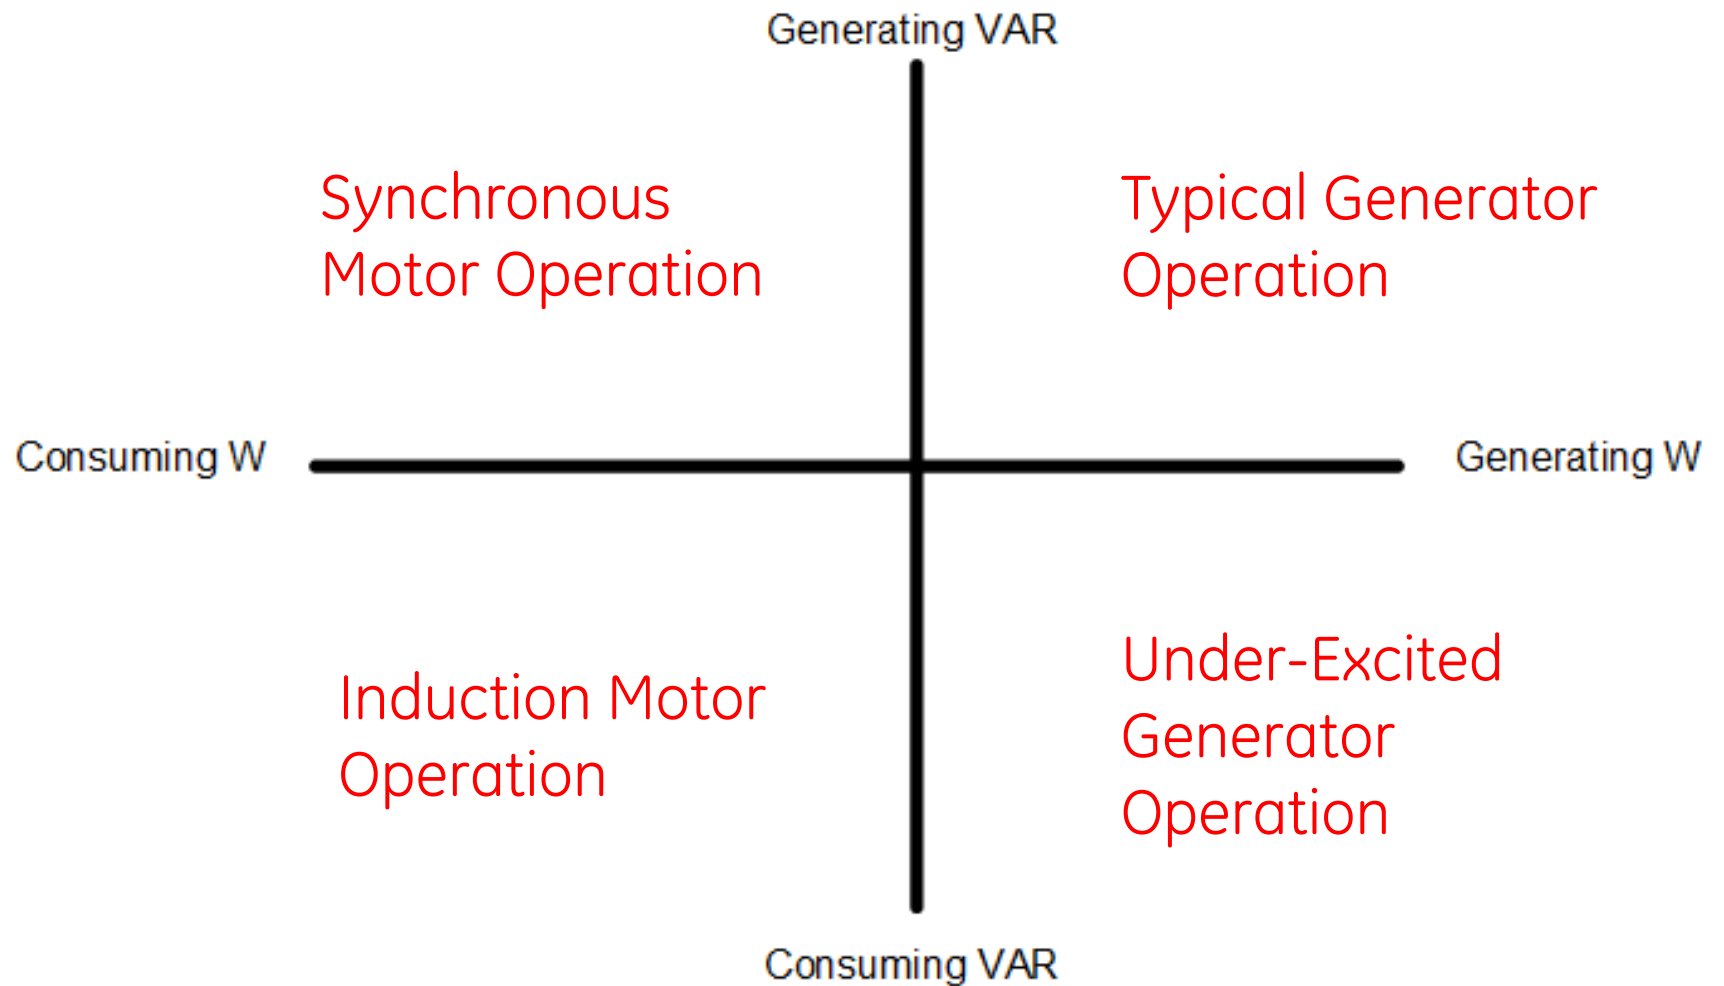 Generating VAR
Synchronous
Motor Operation
Typical Generator
Operation
Consuming W
Generating W
Induction Motor
Operation
Under-Excited
Generator
Operation
Consuming VAR